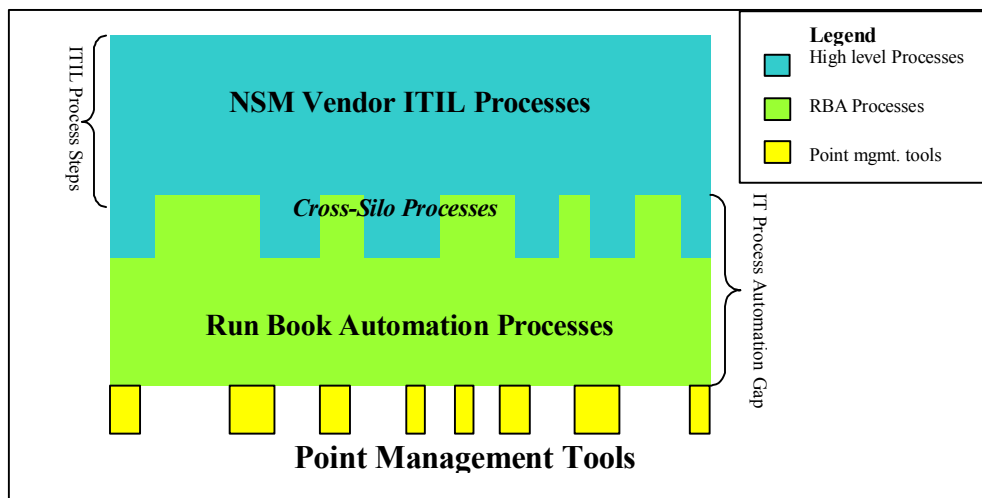 Legend
High level Processes
RBA Processes
Point mgmt. tools
ITIL Process Steps
NSM Vendor ITIL Processes
Cross-Silo Processes
Run Book Automation Processes
IT Process Automation Gap
Point Management Tools